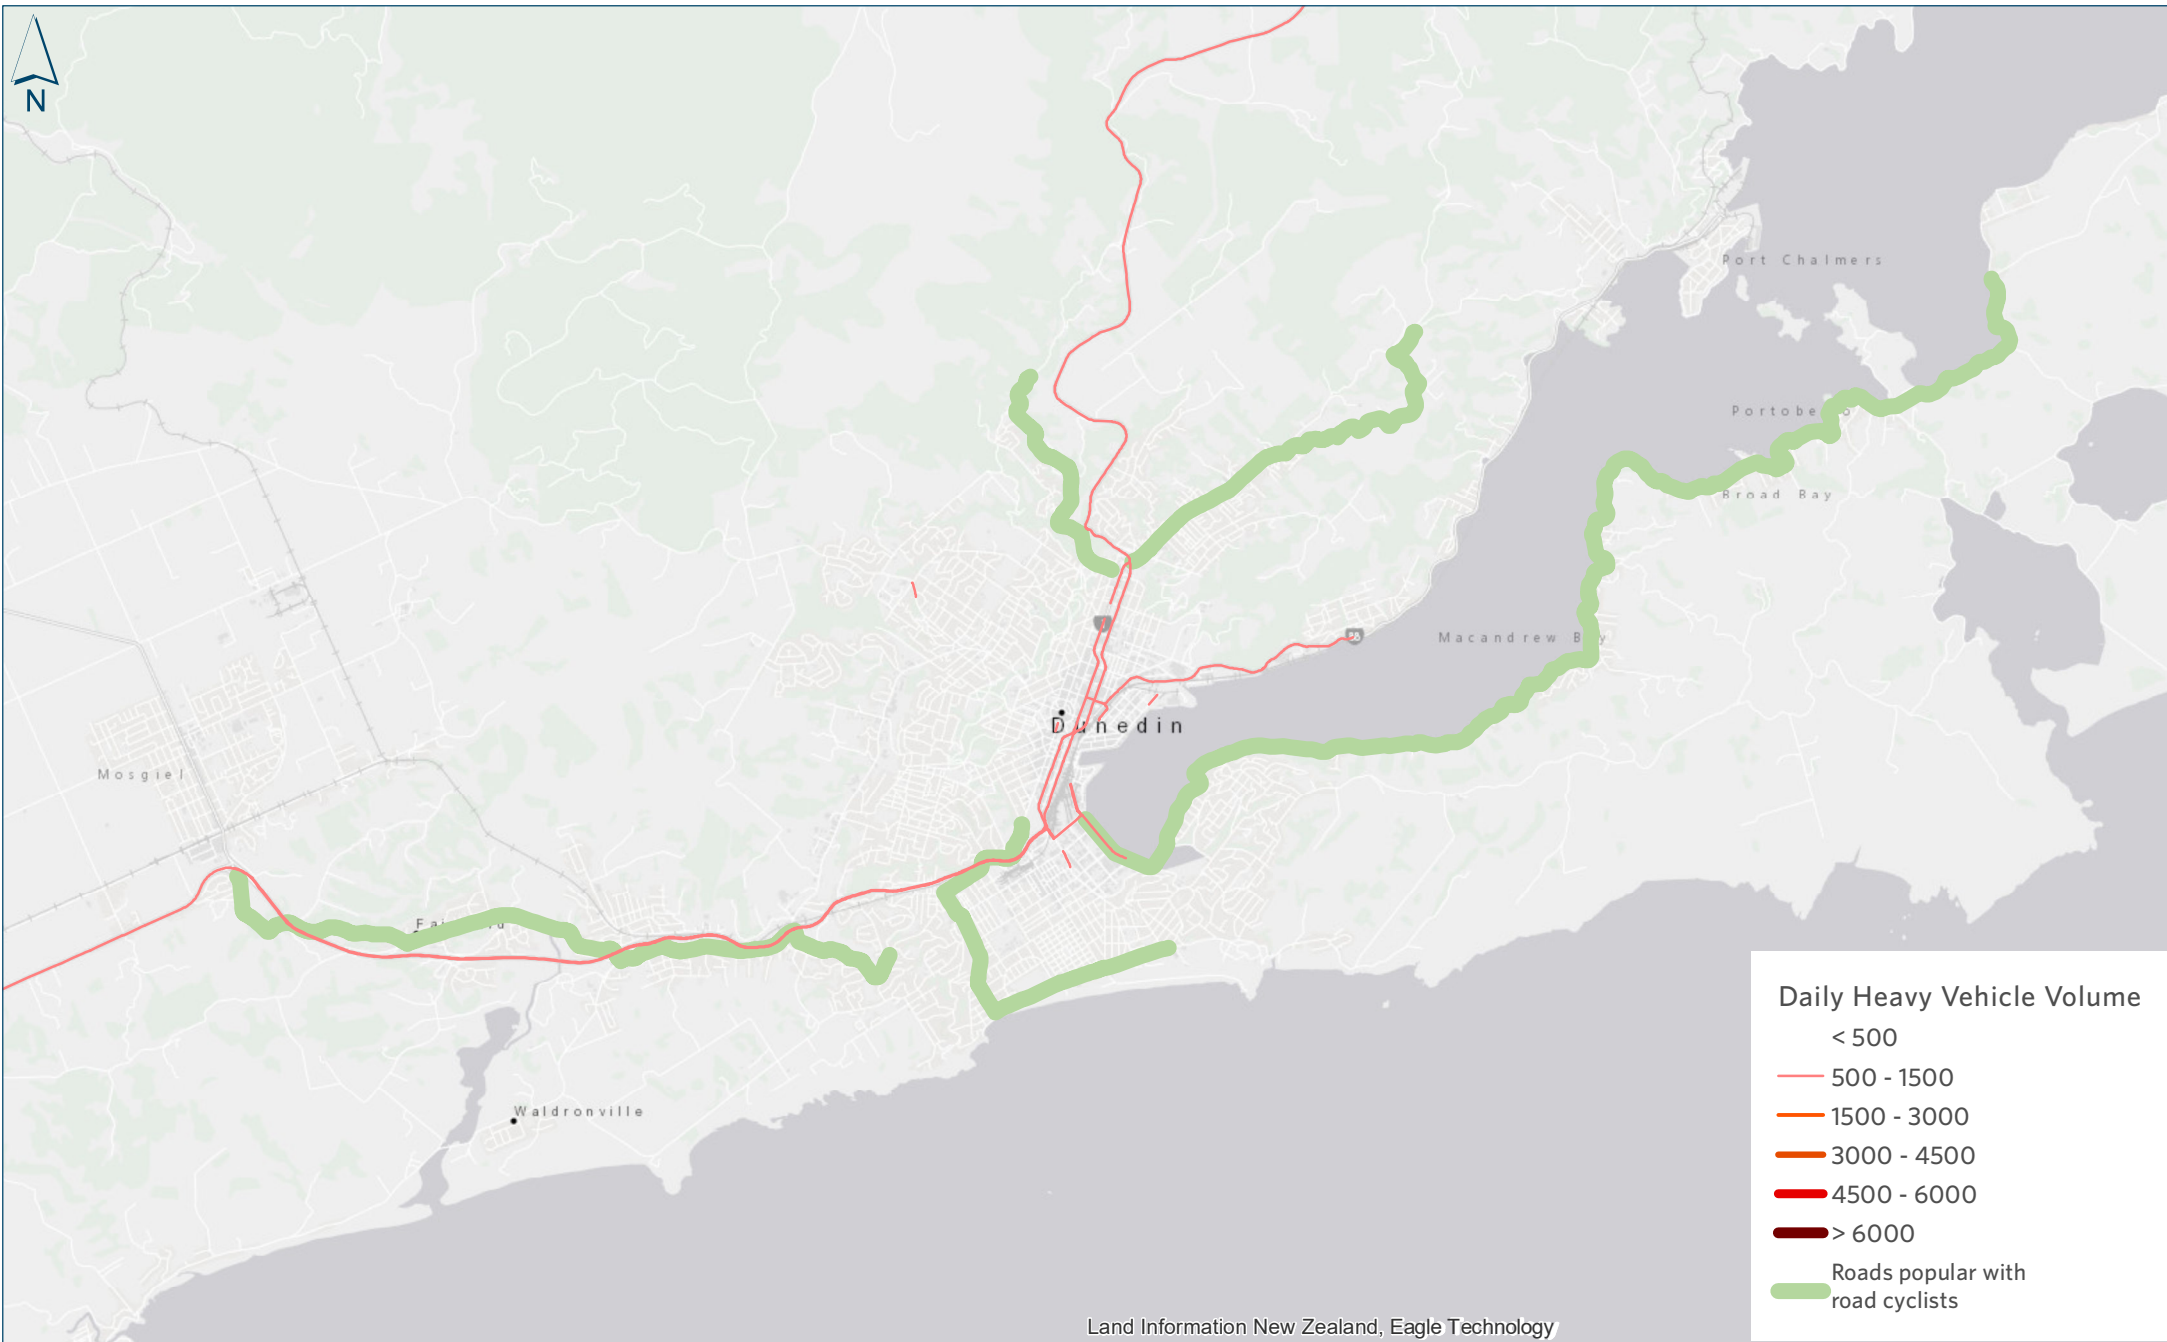 N
Port Chalmers
Portobe o
Broad Bay
Macandrew B y
Dunedin
Mosgiel
Waldronville
Daily Heavy Vehicle Volume
< 500
500 - 1500
1500 - 3000
3000 - 4500
4500 - 6000
> 6000
Roads popular with
road cyclists
Land Information New Zealand, Eagle Technology